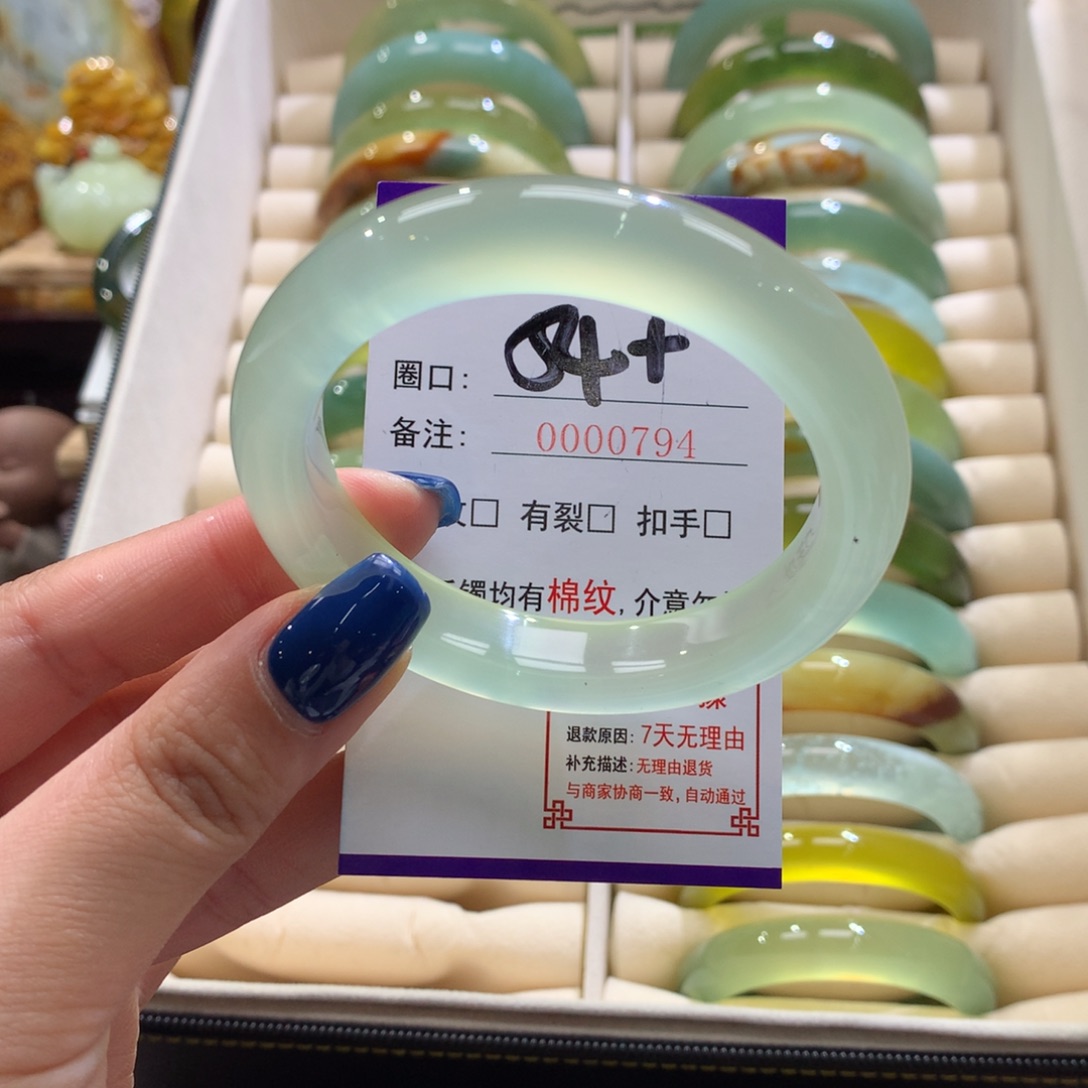 圈口: 54+
备注: 0000794
□ 有裂□ 扣手□
镯均有棉纹, 介意勿
退款原因: 7天无理由
补充描述: 无理由退货
与商家协商一致, 自动通过